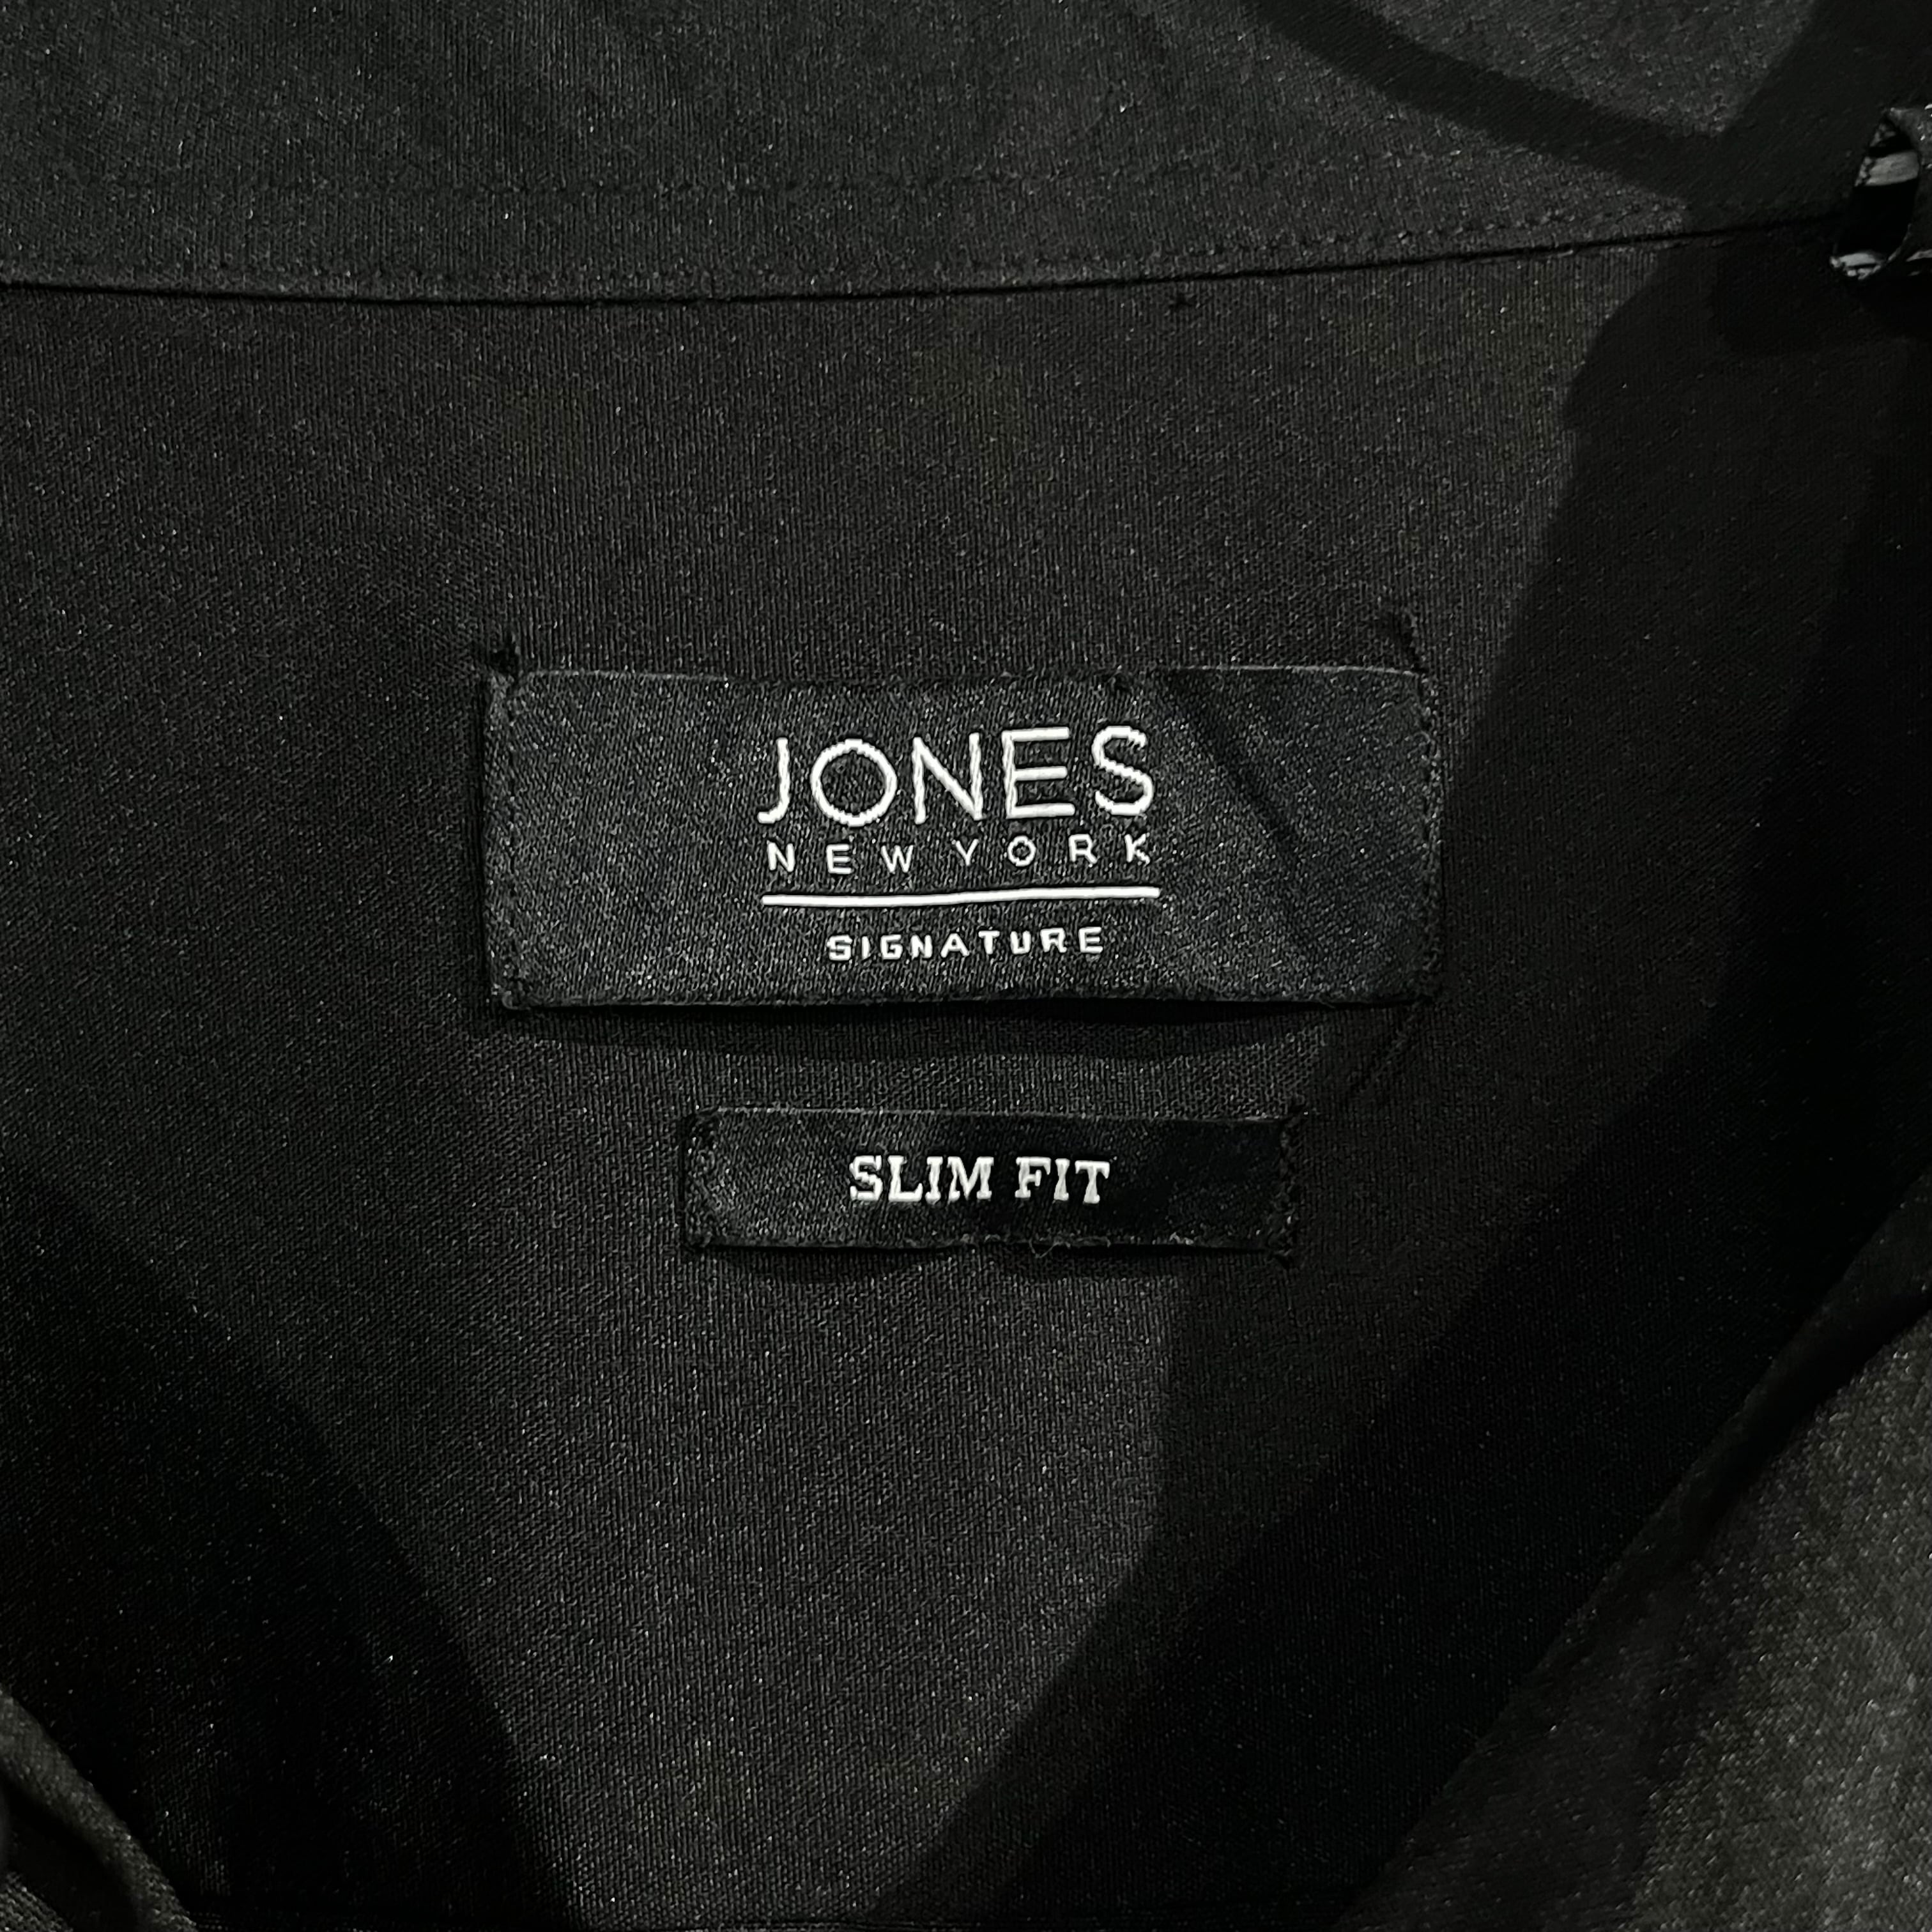 JONES
NEW YORK
SIGNATURE
SLIM FIT